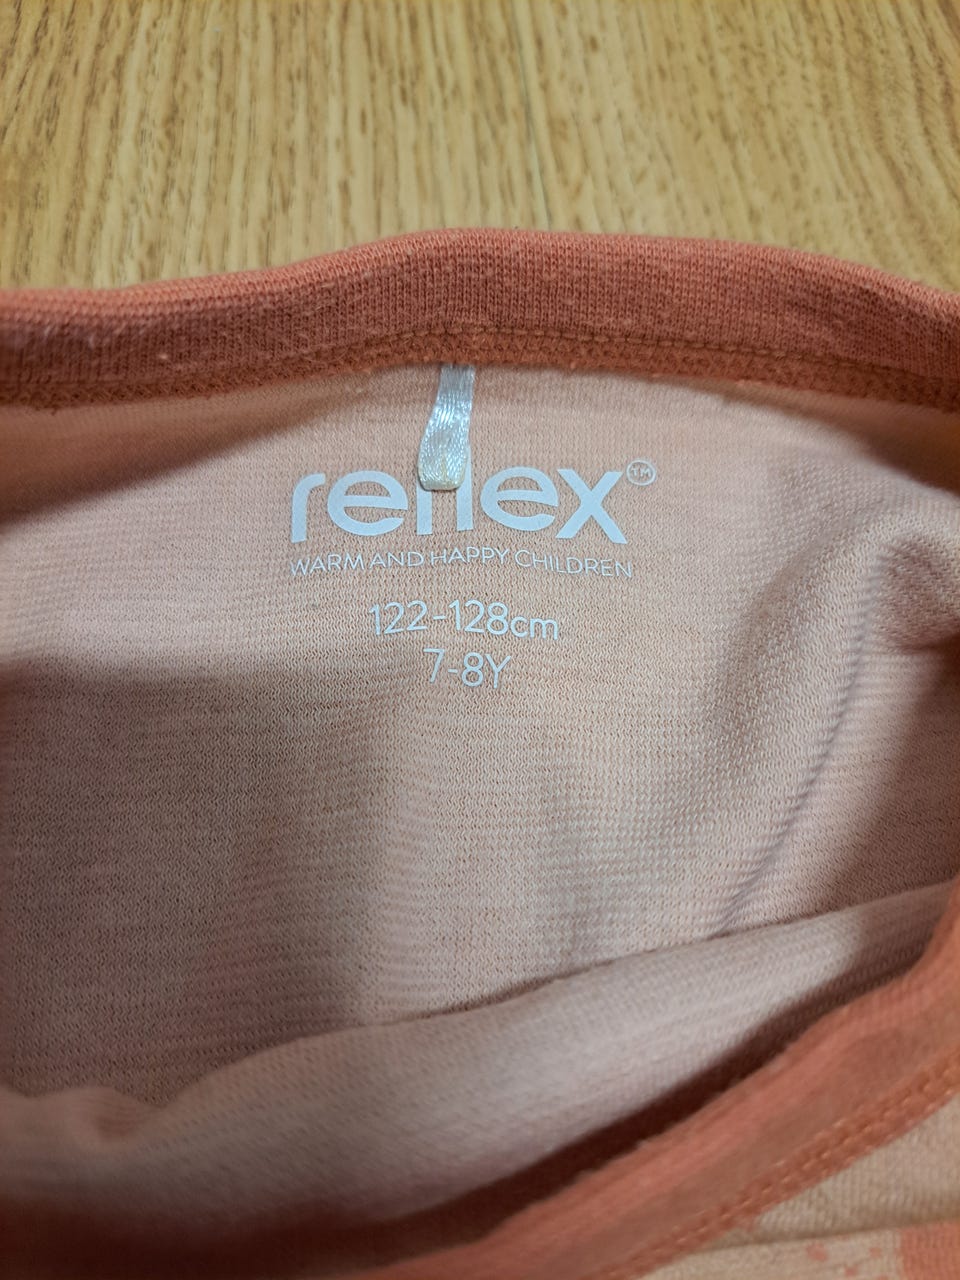 reflex™
WARM AND HAPPY CHILDREN
122-128cm
7-8Y